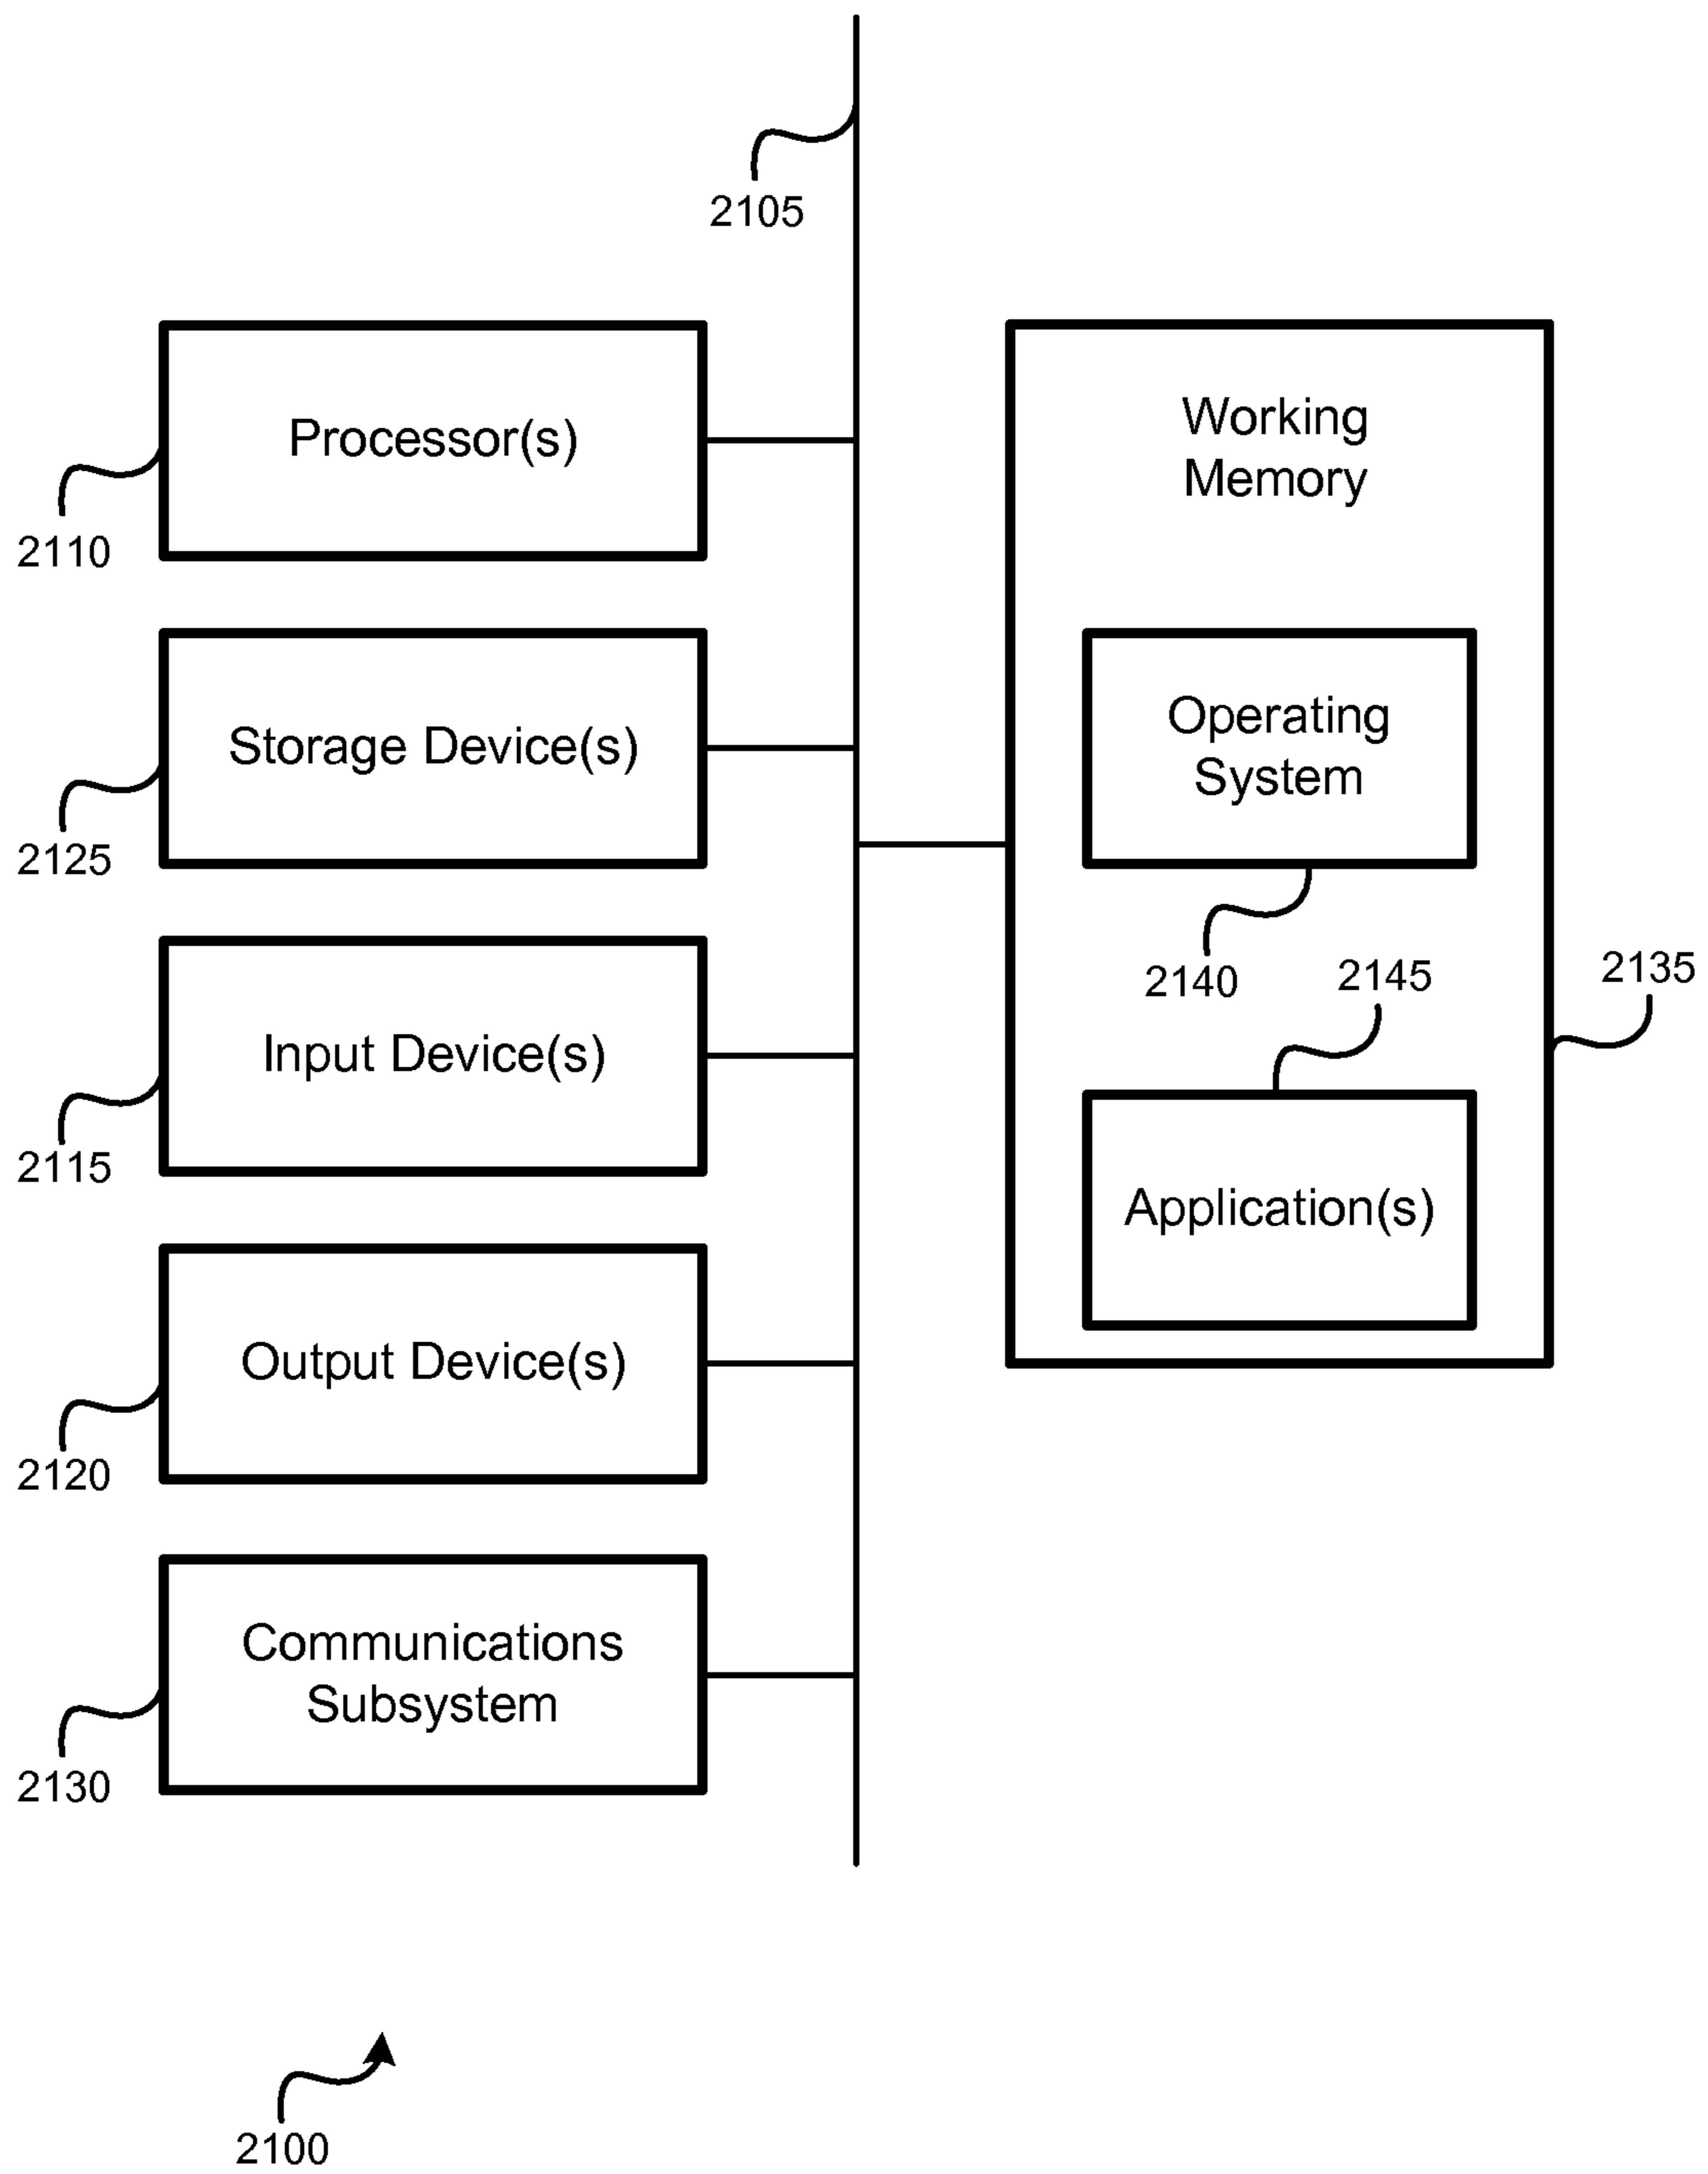 2105
Processor(s)
2110
Storage Device(s)
2125
Input Device(s)
2115
Output Device(s)
2120
Communications
Subsystem
2130
Working
Memory
Operating
System
2140
2145
2135
Application(s)
2100